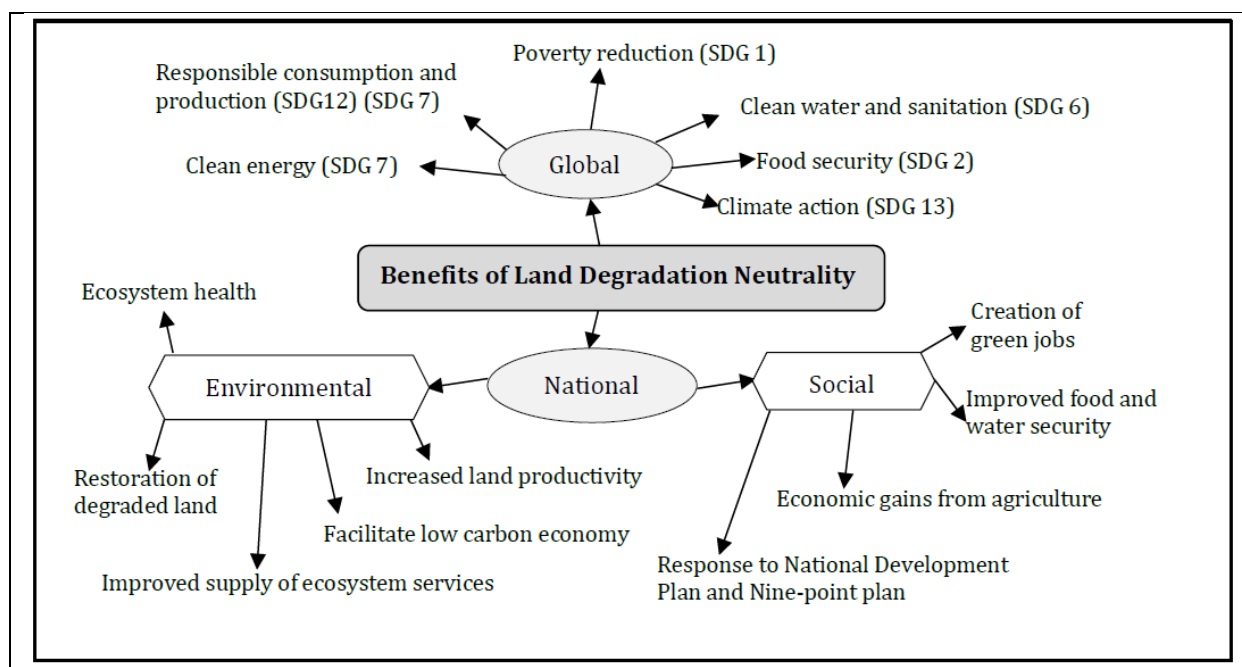 Poverty reduction (SDG 1)
Responsible consumption and
production (SDG12) (SDG 7)
Clean water and sanitation (SDG 6)
Global
Clean energy (SDG 7)
Food security (SDG 2)
Climate action (SDG 13)
Benefits of Land Degradation Neutrality
Ecosystem health
Creation of
green jobs
Environmental
National
Social
Improved food and
water security
Restoration of
degraded land
Increased land productivity
Economic gains from agriculture
Facilitate low carbon economy
Improved supply of ecosystem services
Response to National Development
Plan and Nine-point plan